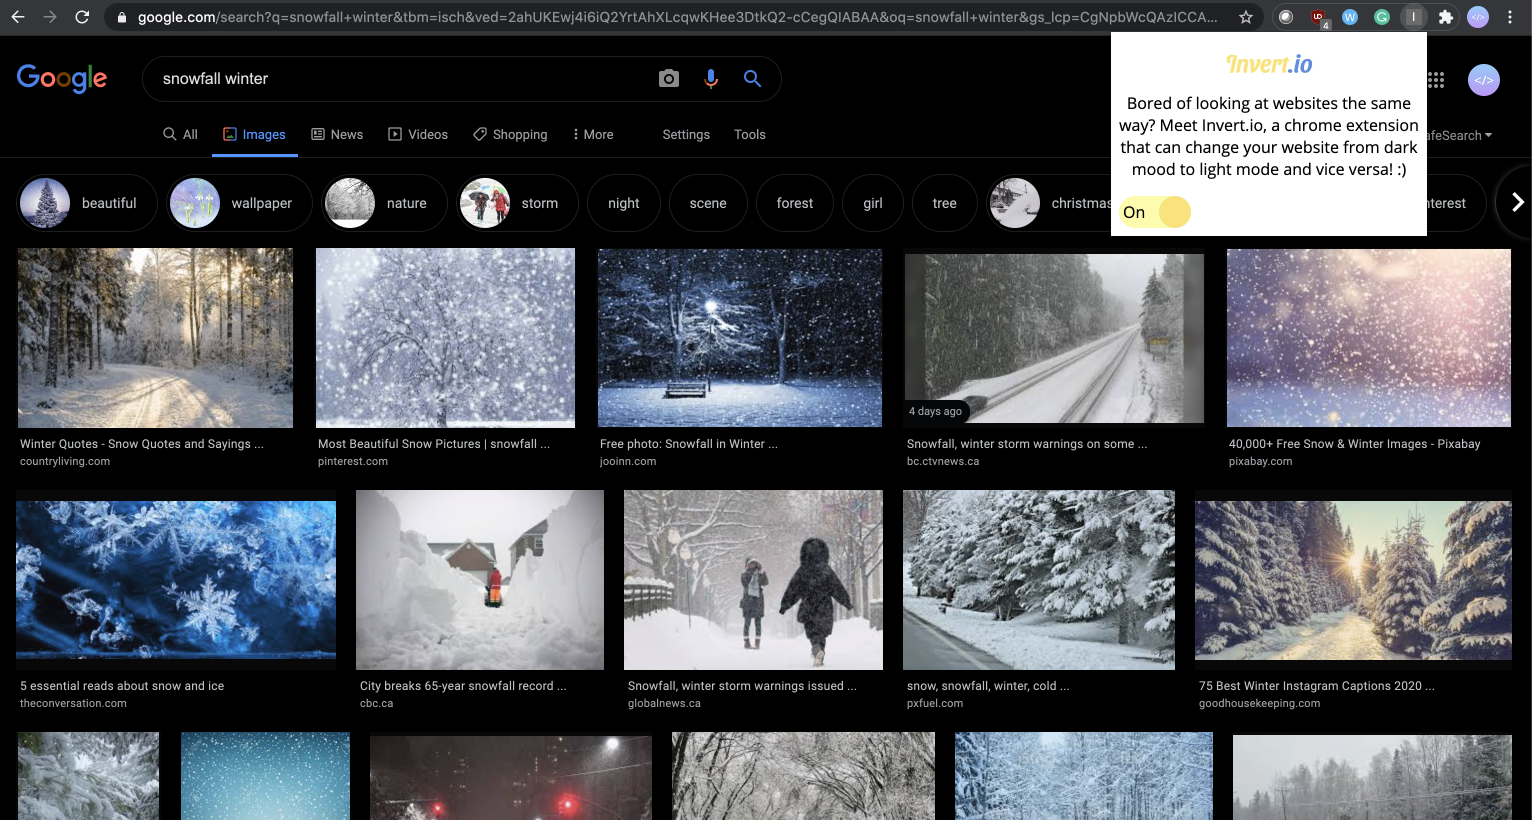 google.com/search?q=snowfall+winter&tbm=isch&ved=2ahUKEwj4i6iQ2YrtAhXLcqwKHee3DtkQ2-cCegQIABAA&oq=snowfall+winter&gs_lcp=CgNpbWcQAzICCA...
4
W
G
I
</>
Google
snowfall winter
Invert.io
Bored of looking at websites the same
way? Meet Invert.io, a chrome extension
that can change your website from dark
mood to light mode and vice versa! :)
On
</>
All
Images
News
Videos
Shopping
More
Settings
Tools
afeSearch
beautiful
wallpaper
nature
storm
night
scene
forest
girl
tree
christmas
nterest
4 days ago
Winter Quotes - Snow Quotes and Sayings ...
countryliving.com
Most Beautiful Snow Pictures | snowfall ...
pinterest.com
Free photo: Snowfall in Winter ...
jooinn.com
Snowfall, winter storm warnings on some ...
bc.ctvnews.ca
40,000+ Free Snow & Winter Images - Pixabay
pixabay.com
5 essential reads about snow and ice
theconversation.com
City breaks 65-year snowfall record ...
cbc.ca
Snowfall, winter storm warnings issued ...
globalnews.ca
snow, snowfall, winter, cold ...
pxfuel.com
75 Best Winter Instagram Captions 2020 ...
goodhousekeeping.com